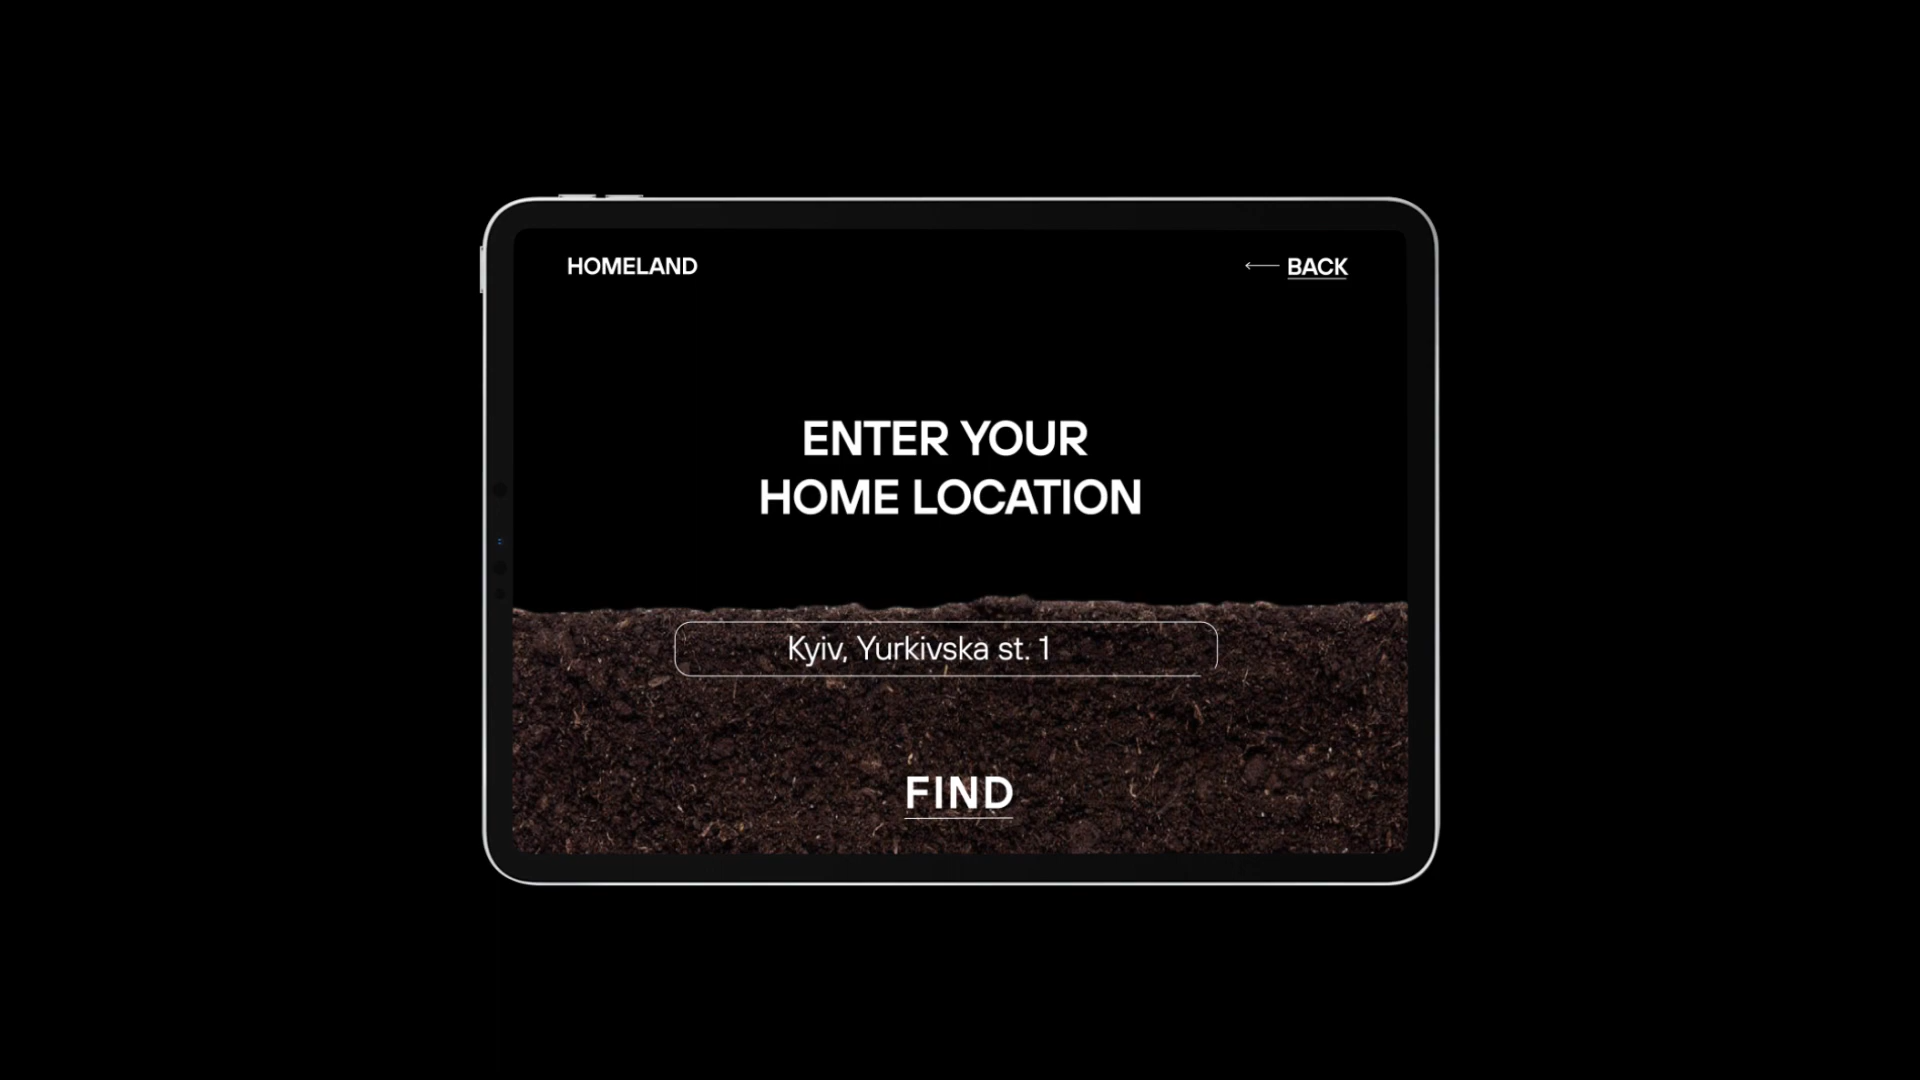 HOMELAND
BACK
ENTER YOUR
HOME LOCATION
Kyiv, Yurkivska st. 1
FIND